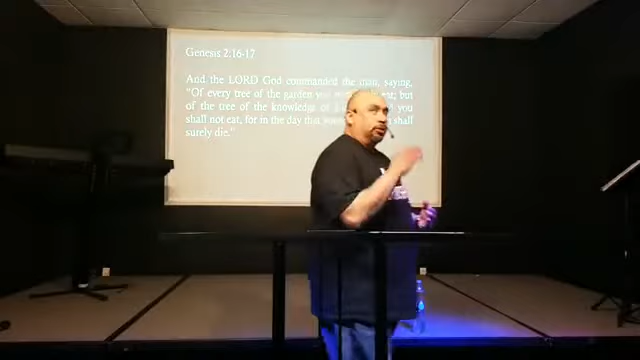 Genesis 2:16-17
And the LORD God commanded the man, saying,
"Of every tree of the garden you eat; but
of the tree of the knowledge of you
shall not eat, for in the day that shall
surely die."